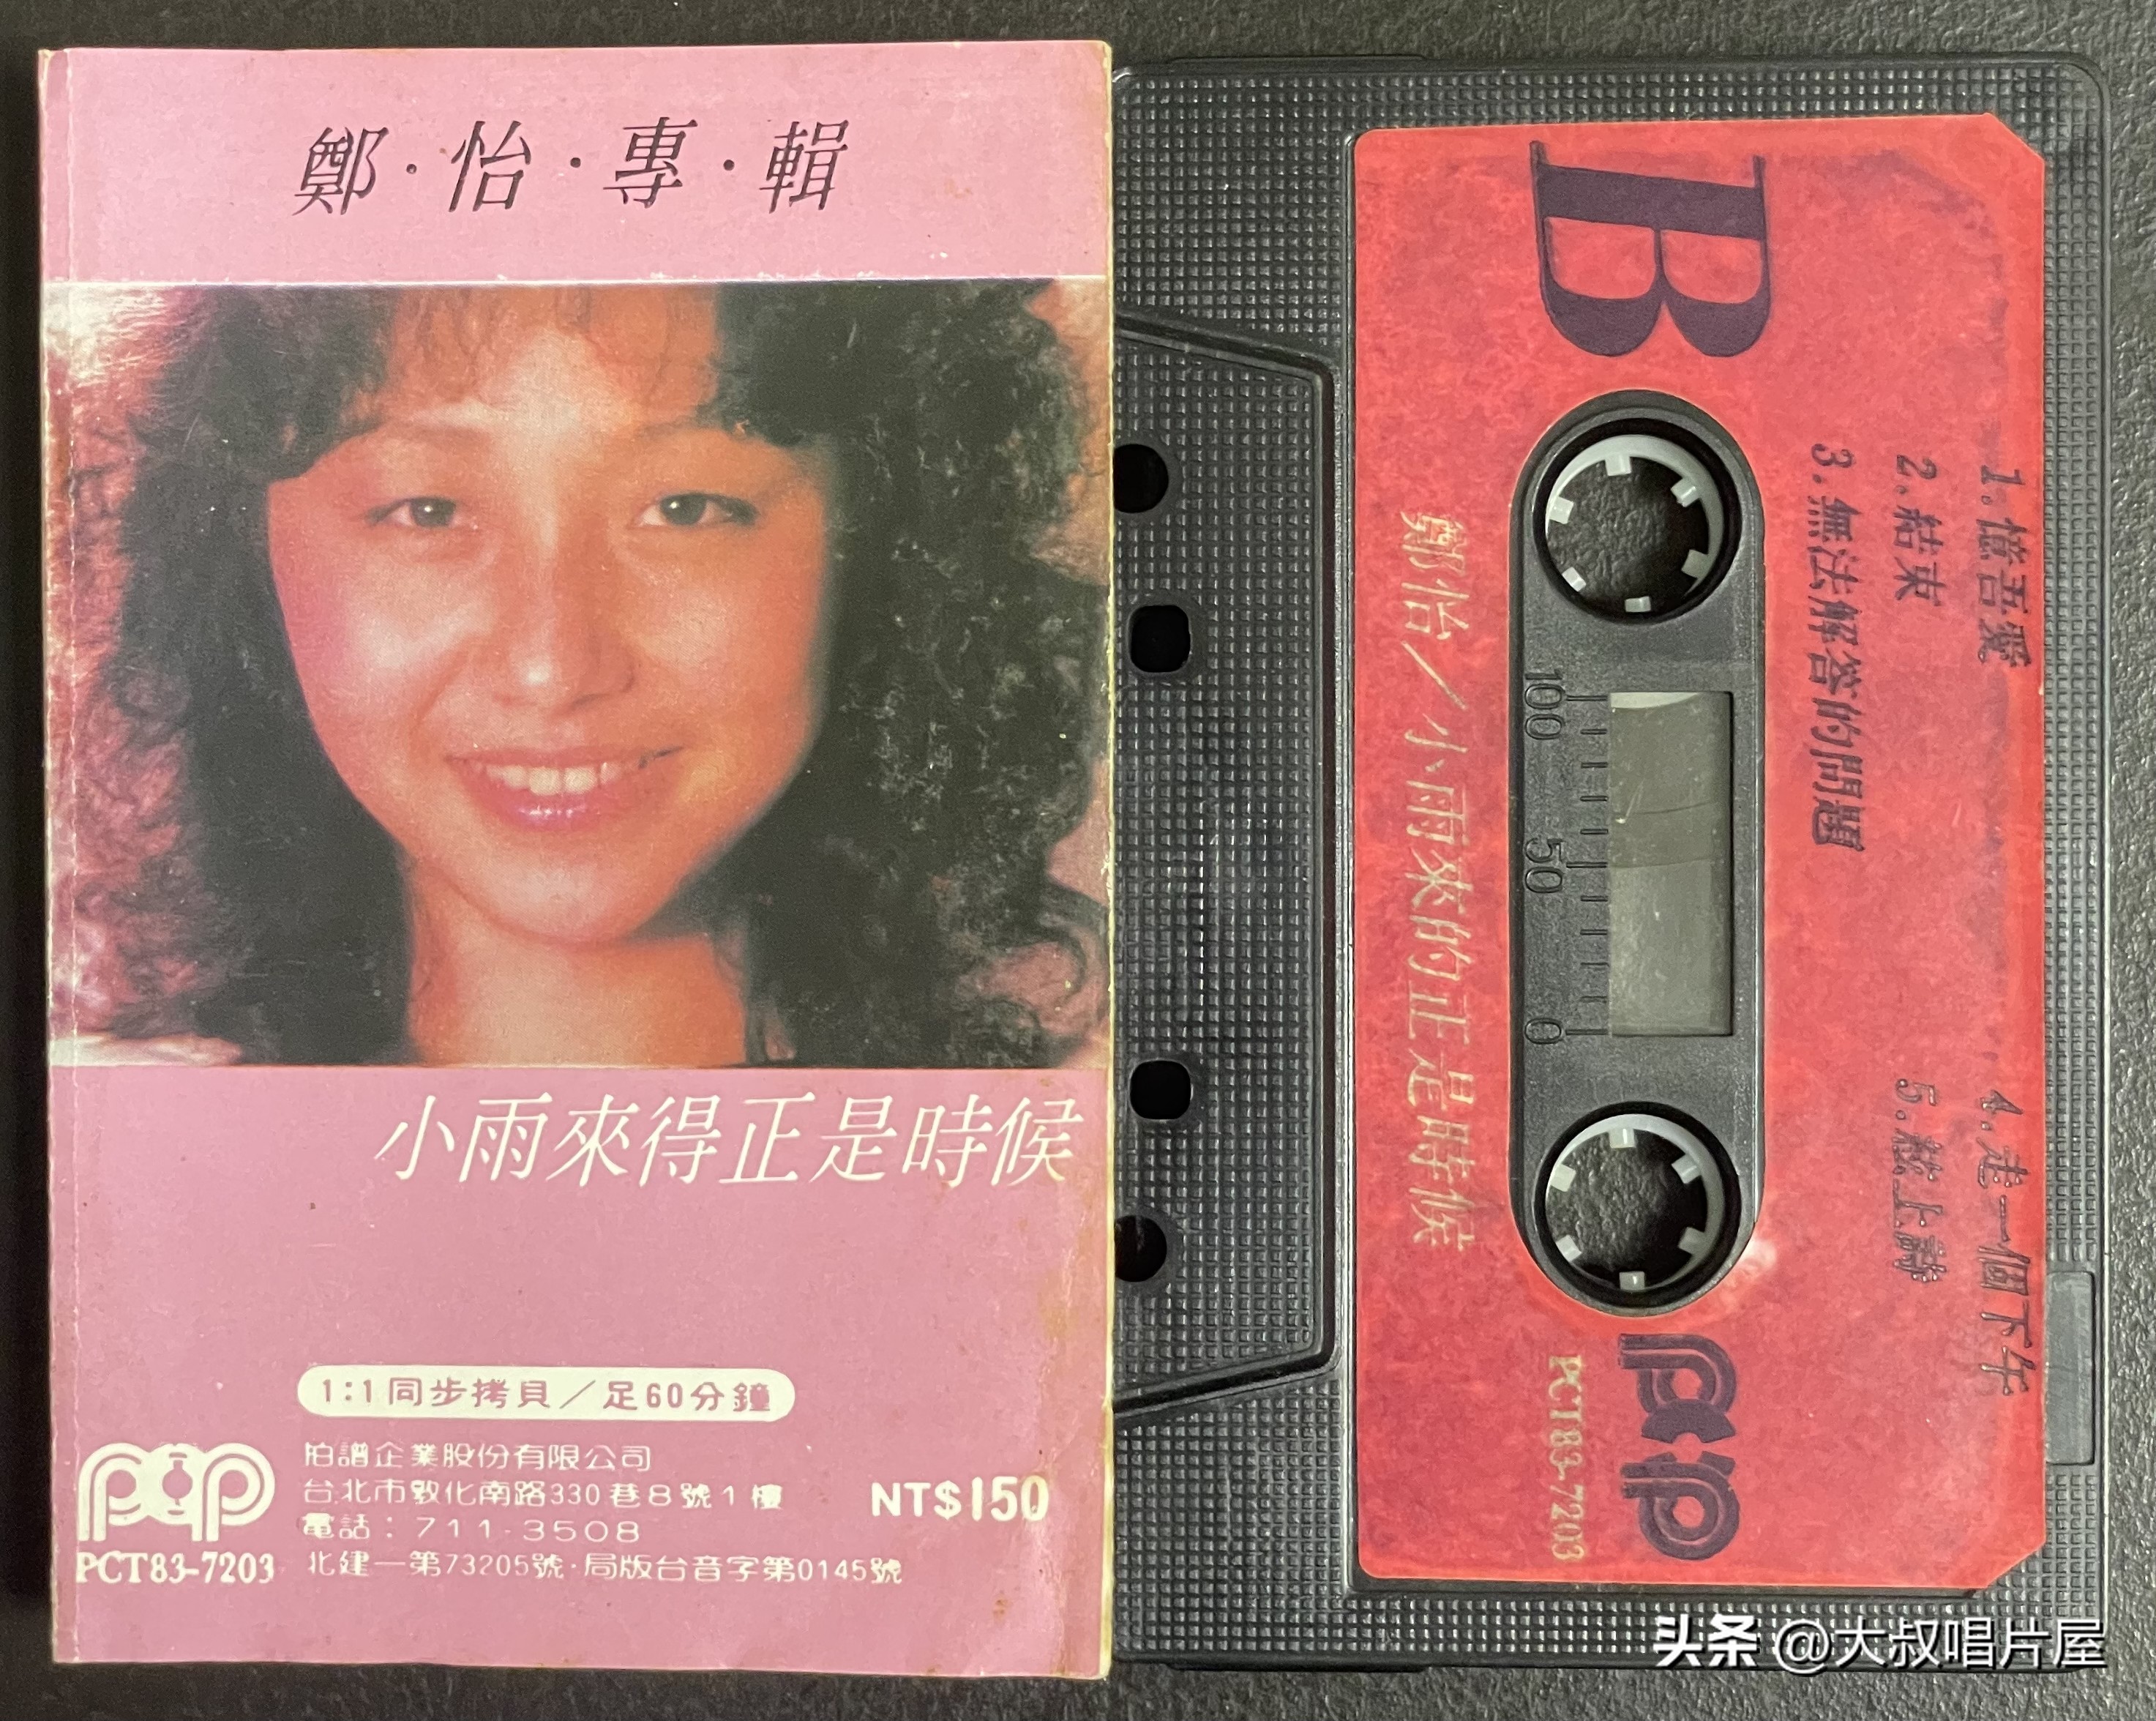 鄭·怡·專·輯
小雨來得正是時候
1:1同步拷貝/足60分鐘
pop
PCT83-7203
拍譜企業股份有限公司
台北市敦化南路330巷8號1樓
電話：711-3508
北建一第73205號·局版台音字第0145號
NT$150
B
1.憶吾愛
2.結束
3.無法解答的問題
4.走一個下午
5.慾上訴
100
50
0
鄭怡/小雨來的正是時候
pop
PCT83-7203
头条 @大叔唱片屋